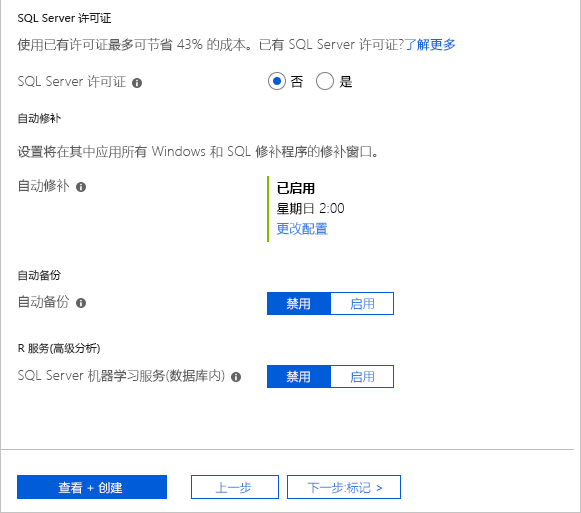 SQL Server 许可证
使用已有许可证最多可节省 43% 的成本。已有 SQL Server 许可证?了解更多
SQL Server 许可证 否 是
自动修补
设置将在其中应用所有 Windows 和 SQL 修补程序的修补窗口。
自动修补 已启用
星期日 2:00
更改配置
自动备份
自动备份 禁用 启用
R 服务(高级分析)
SQL Server 机器学习服务(数据库内) 禁用 启用
查看 + 创建 上一步 下一步:标记 >